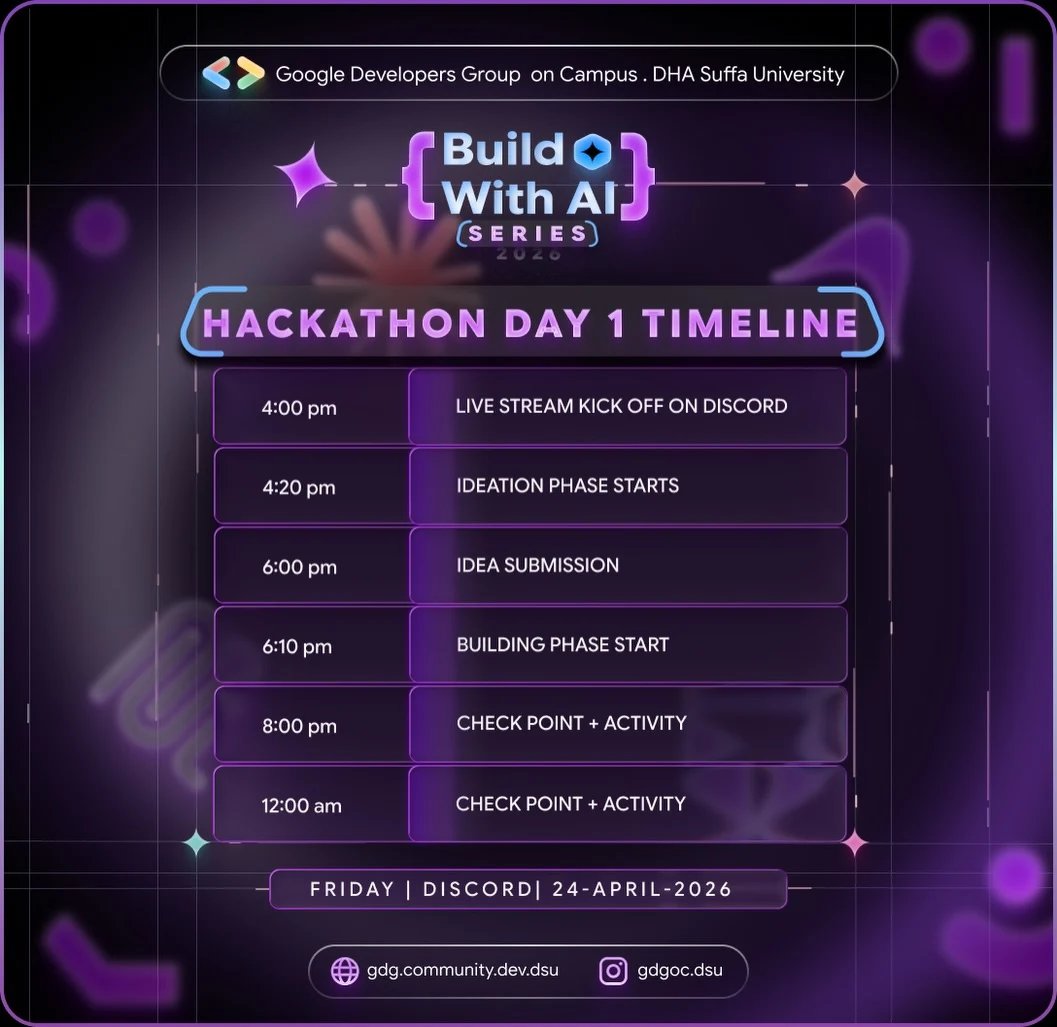 Google Developers Group on Campus . DHA Suffa University
Build
With AI
SERIES
2026
HACKATHON DAY 1 TIMELINE
4:00 pm LIVE STREAM KICK OFF ON DISCORD
4:20 pm IDEATION PHASE STARTS
6:00 pm IDEA SUBMISSION
6:10 pm BUILDING PHASE START
8:00 pm CHECK POINT + ACTIVITY
12:00 am CHECK POINT + ACTIVITY
FRIDAY | DISCORD| 24-APRIL-2026
gdg.community.dev.dsu gdgoc.dsu